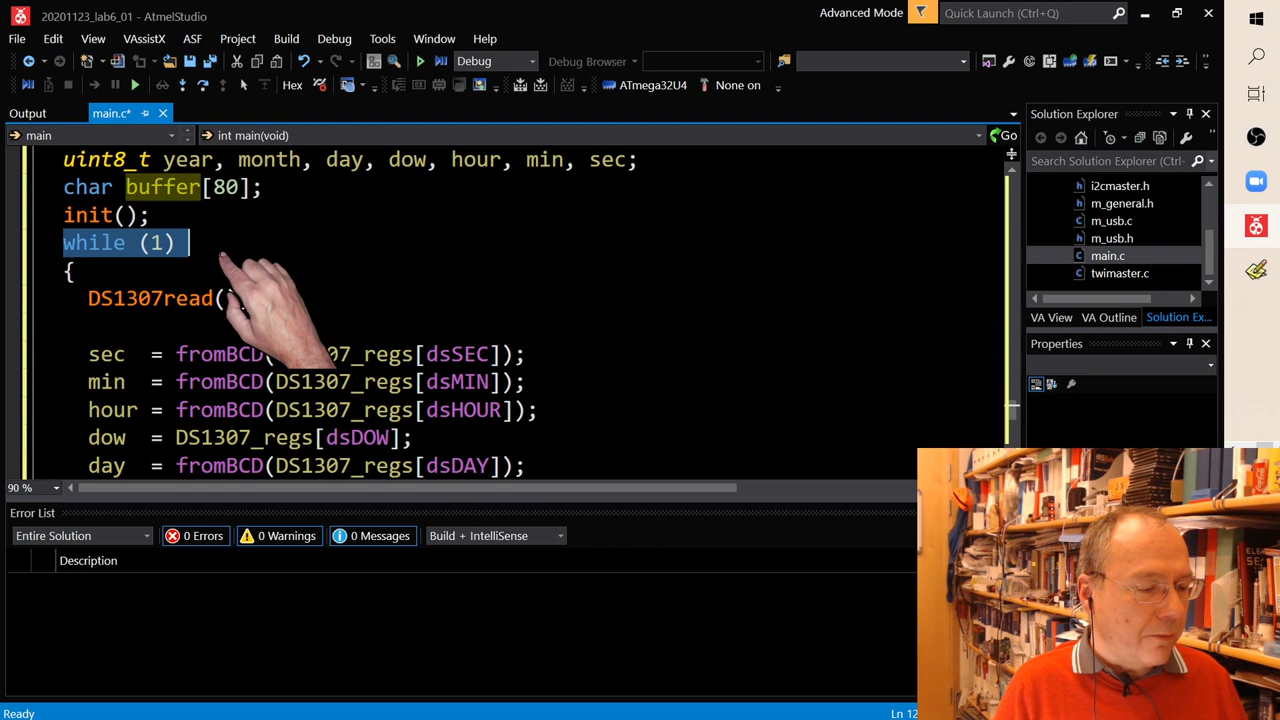 20201123_lab6_01 - AtmelStudio
Advanced Mode
Quick Launch (Ctrl+Q)
File Edit View VAssistX ASF Project Build Debug Tools Window Help
Debug
Debug Browser
Hex
ATmega32U4
None on
Output
main.c*
main
int main(void)
Go
uint8_t year, month, day, dow, hour, min, sec;
char buffer[80];
init();
while (1)
{
DS1307read(
sec = fromBCD( 1307_regs[dsSEC]);
min = fromBCD(DS1307_regs[dsMIN]);
hour = fromBCD(DS1307_regs[dsHOUR]);
dow = DS1307_regs[dsDOW];
day = fromBCD(DS1307_regs[dsDAY]);
90 %
Solution Explorer
Search Solution Explorer (Ctrl+
i2cmaster.h
m_general.h
m_usb.c
m_usb.h
main.c
twimaster.c
VA View VA Outline Solution Ex...
Properties
Error List
Entire Solution
0 Errors
0 Warnings
0 Messages
Build + IntelliSense
Description
Ready
Ln 12